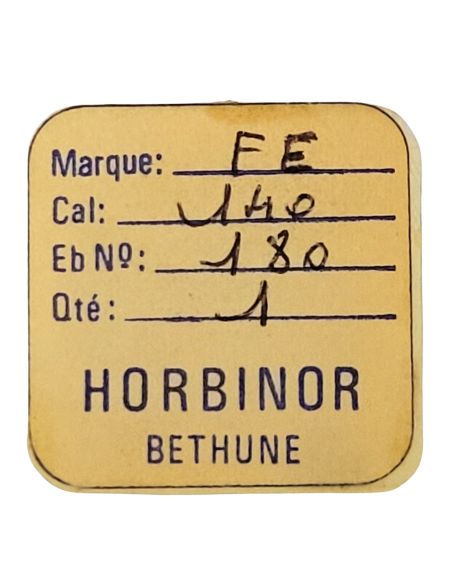 Marque: FE
Cal: 140
Eb Nº: 180
Qté: 1
HORBINOR
BETHUNE